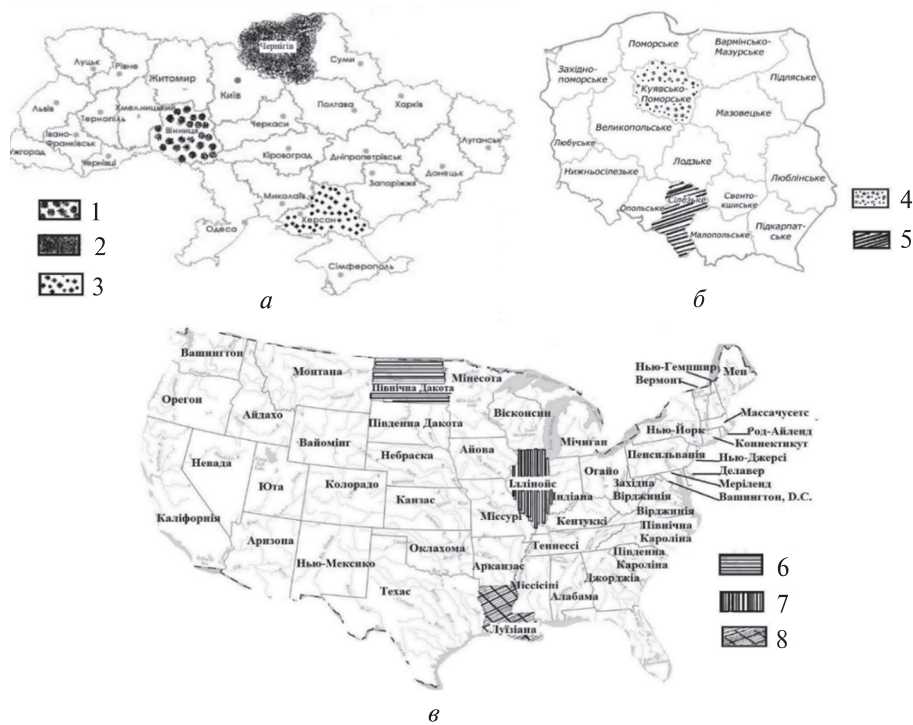 Чернігів
Луцьк
Рівне
Житомир
Київ
Суми
Львів
Тернопіль
Хмельницький
Вінниця
Черкаси
Полтава
Харків
Івано-
Франківськ
Ужгород
Чернівці
Кіровоград
Дніпропетровськ
Луганськ
Донецьк
Запоріжжя
Миколаїв
Херсон
Одеса
Сімферополь
1
2
3
а
Поморське
Вармінсько-
Мазурське
Західно-
поморське
Куявсько-
Поморське
Підляське
Мазовецьке
Великопольське
Любуське
Лодзьке
Нижньосілезьке
Люблінське
Опольське
Сілезьке
Свенто-
кшиське
Малопольське
Підкарпат-
ське
4
5
б
Вашингтон
Монтана
Північна Дакота
Мінесота
Орегон
Айдахо
Вісконсин
Південна Дакота
Вайомінг
Мічиган
Айова
Небраска
Невада
Юта
Колорадо
Іллінойс
Індіана
Огайо
Канзас
Міссурі
Західна
Вірджинія
Вірджинія
Кентуккі
Каліфорнія
Північна
Кароліна
Теннессі
Аризона
Нью-Мексико
Оклахома
Арканзас
Південна
Кароліна
Міссісіпі
Алабама
Джорджія
Техас
Луїзіана
Нью-Гемпшир
Вермонт
Мен
Массачусетс
Нью-Йорк
Род-Айленд
Коннектикут
Пенсильванія
Нью-Джерсі
Делавер
Меріленд
Вашингтон, D.C.
6
7
8
в